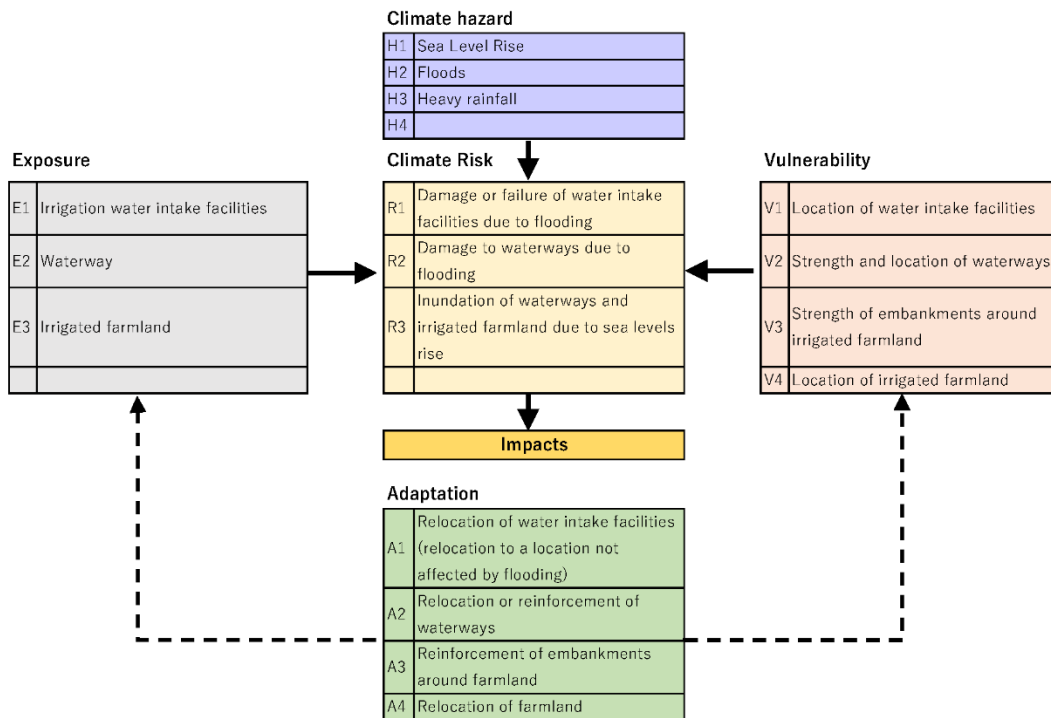 Climate hazard
H1 Sea Level Rise
H2 Floods
H3 Heavy rainfall
H4
Exposure
E1 Irrigation water intake facilities
E2 Waterway
E3 Irrigated farmland
Climate Risk
R1 Damage or failure of water intake
facilities due to flooding
R2 Damage to waterways due to
flooding
R3 Inundation of waterways and
irrigated farmland due to sea levels
rise
Vulnerability
V1 Location of water intake facilities
V2 Strength and location of waterways
V3 Strength of embankments around
irrigated farmland
V4 Location of irrigated farmland
Impacts
Adaptation
A1 Relocation of water intake facilities
(relocation to a location not
affected by flooding)
A2 Relocation or reinforcement of
waterways
A3 Reinforcement of embankments
around farmland
A4 Relocation of farmland